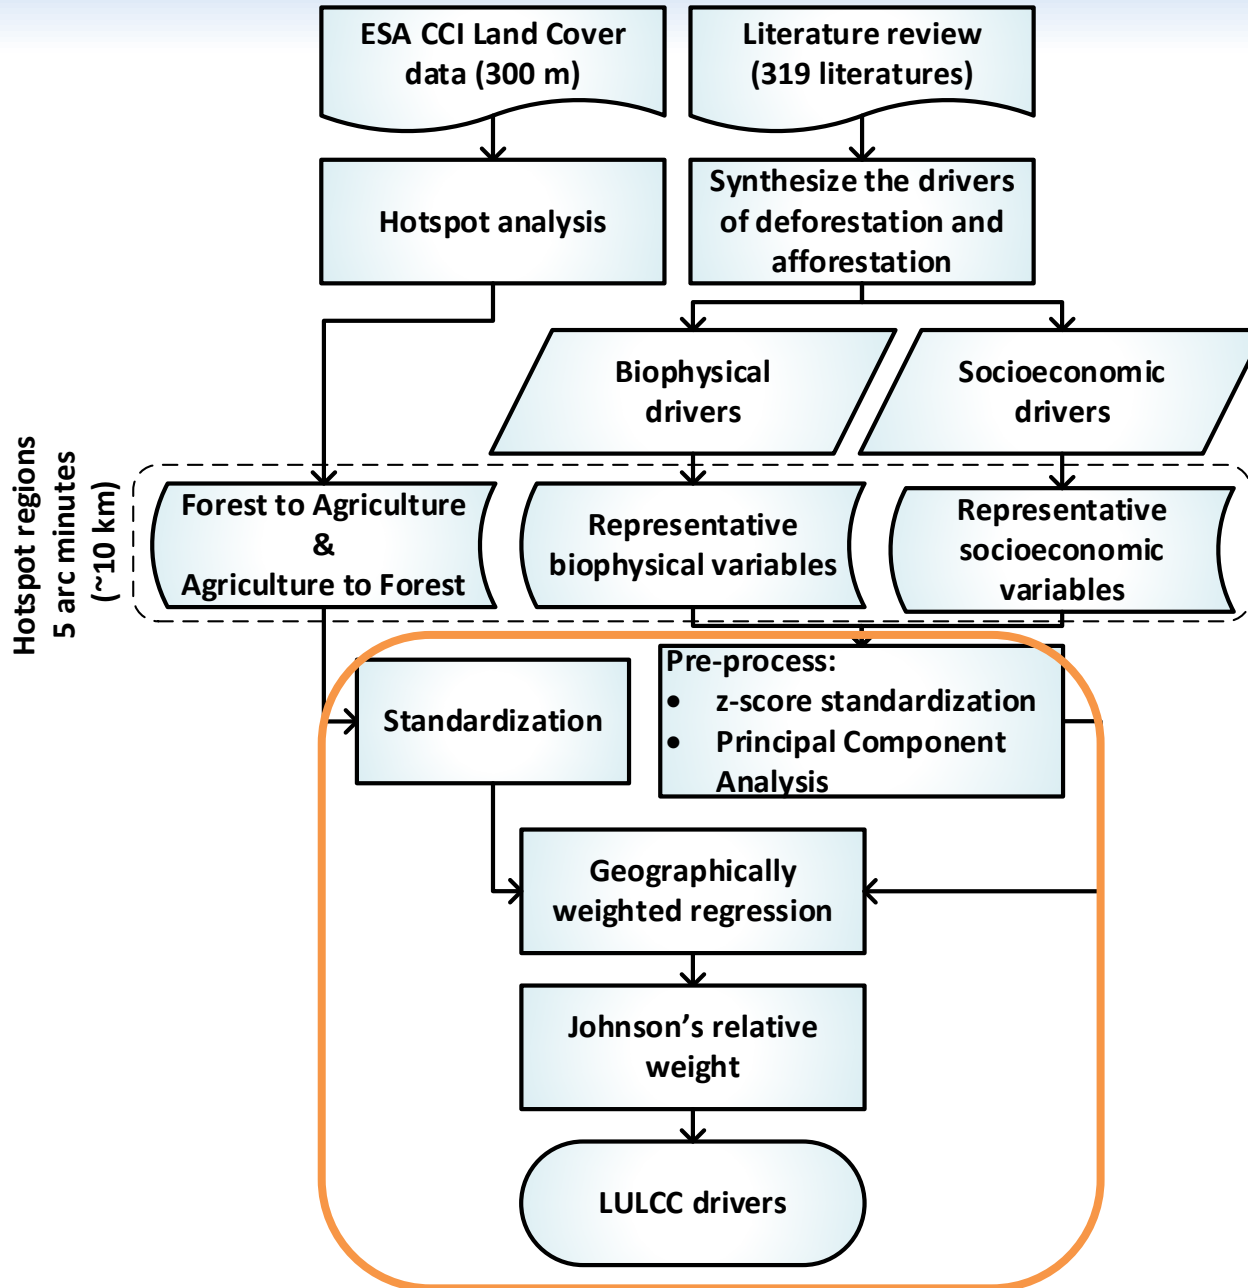 ESA CCI Land Cover
data (300 m)
Literature review
(319 literatures)
Hotspot analysis
Synthesize the drivers
of deforestation and
afforestation
Biophysical
drivers
Socioeconomic
drivers
Hotspot regions
5 arc minutes
(~10 km)
Forest to Agriculture
&
Agriculture to Forest
Representative
biophysical variables
Representative
socioeconomic
variables
Standardization
Pre-process:
• z-score standardization
• Principal Component
Analysis
Geographically
weighted regression
Johnson’s relative
weight
LULCC drivers